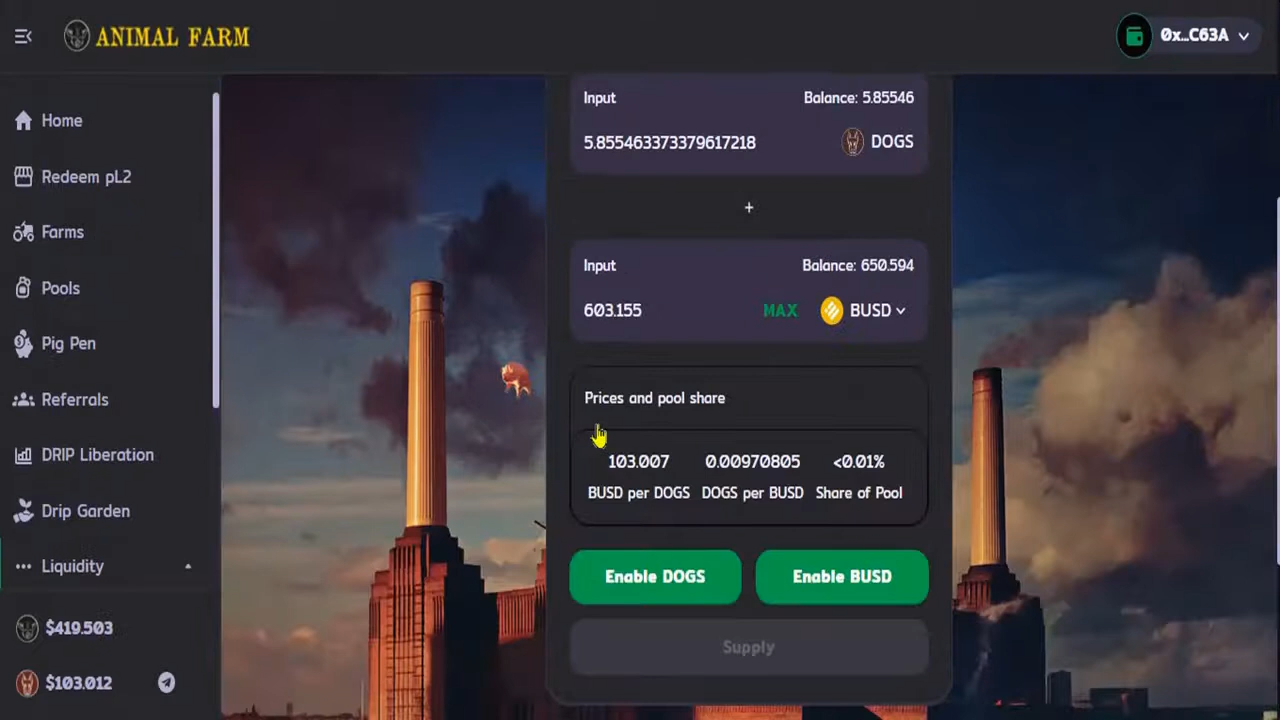 ANIMAL FARM
0x...C63A
Home
Redeem pL2
Farms
Pools
Pig Pen
Referrals
DRIP Liberation
Drip Garden
Liquidity
$419.503
$103.012
Input Balance: 5.85546
5.855463373379617218 DOGS
+
Input Balance: 650.594
603.155 MAX BUSD
Prices and pool share
103.007 0.00970805 <0.01%
BUSD per DOGS DOGS per BUSD Share of Pool
Enable DOGS Enable BUSD
Supply